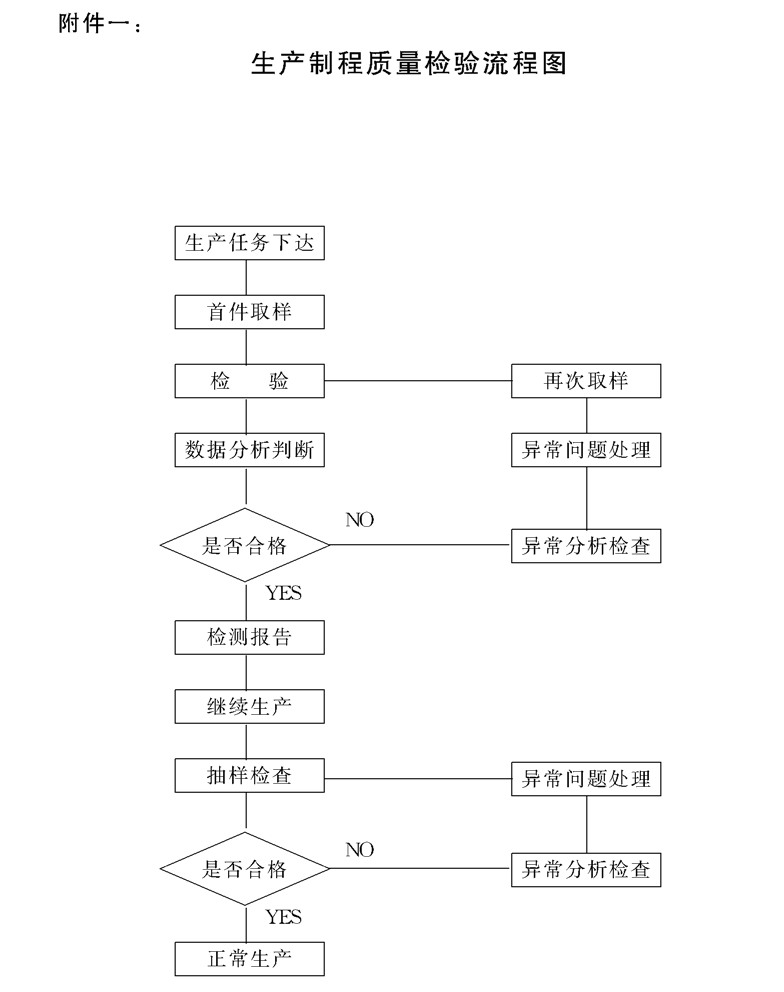 附件一：
生产制程质量检验流程图
生产任务下达
首件取样
检　验
再次取样
数据分析判断
异常问题处理
NO
是否合格
异常分析检查
YES
检测报告
继续生产
抽样检查
异常问题处理
NO
是否合格
异常分析检查
YES
正常生产